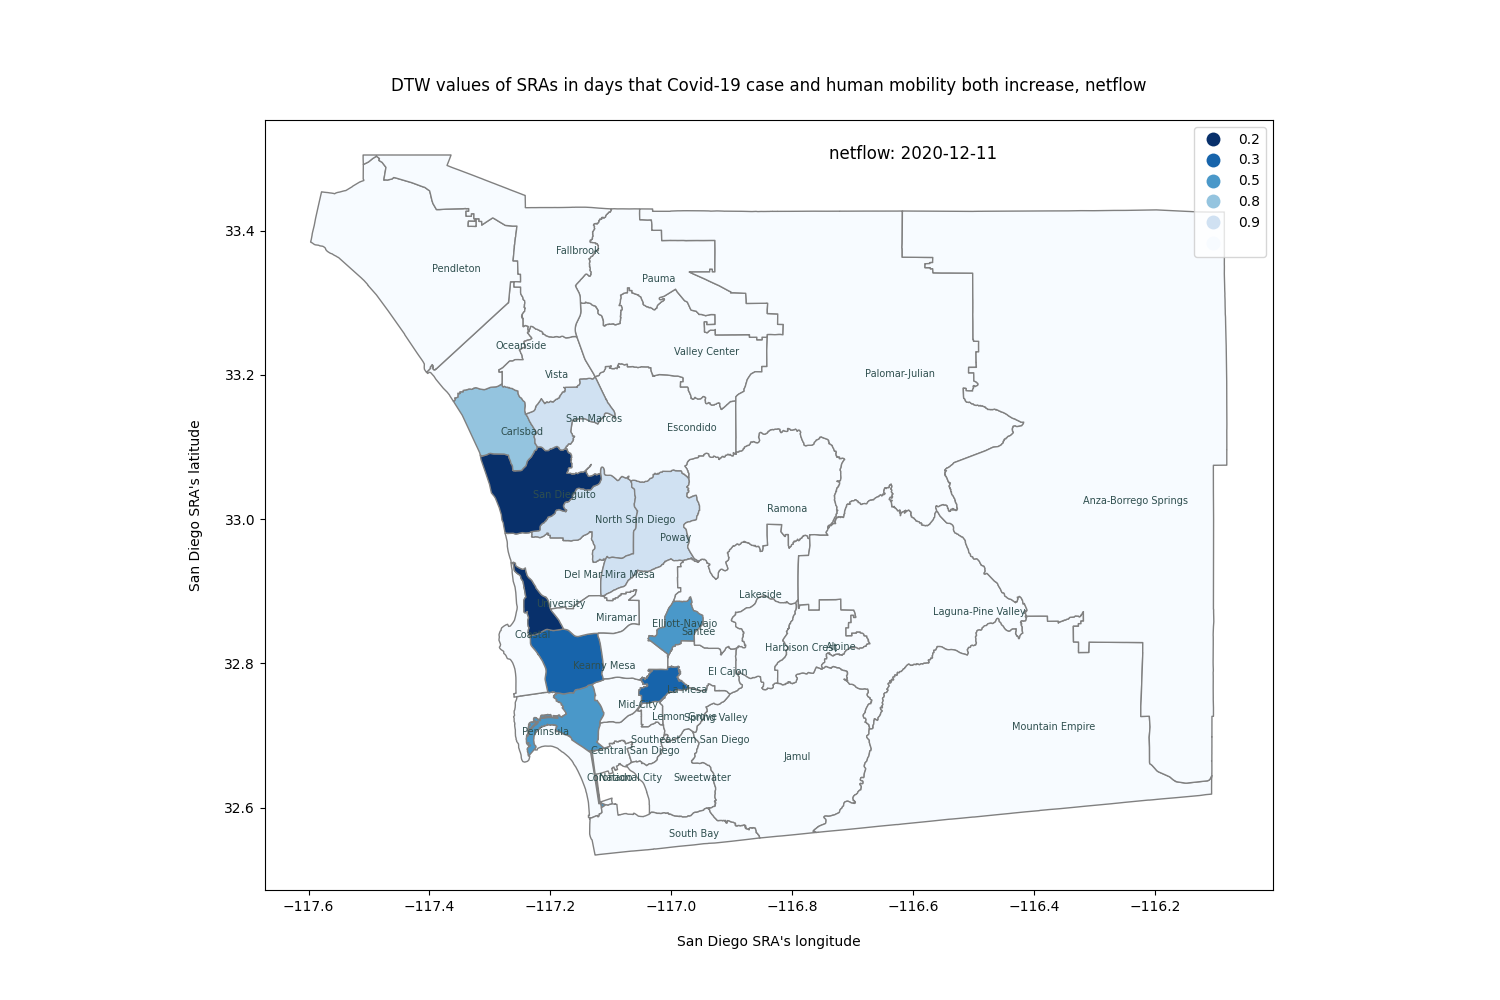 DTW values of SRAs in days that Covid-19 case and human mobility both increase, netflow
netflow: 2020-12-11
0.2
0.3
0.5
0.8
0.9
San Diego SRA's latitude
33.4
33.2
33.0
32.8
32.6
Fallbrook
Pendleton
Pauma
Oceanside
Valley Center
Vista
Palomar-Julian
San Marcos
Carlsbad
Escondido
San Dieguito
Anza-Borrego Springs
Ramona
North San Diego
Poway
Del Mar-Mira Mesa
Lakeside
University
Miramar
Laguna-Pine Valley
Elliott-Navajo
Santee
Coastal
Harbison Crest
Alpine
Kearny Mesa
El Cajon
La Mesa
Mid-City
Lemon Grove
Spring Valley
Mountain Empire
Peninsula
Southeastern San Diego
Central San Diego
Jamul
Coronado
National City
Sweetwater
South Bay
−117.6
−117.4
−117.2
−117.0
−116.8
−116.6
−116.4
−116.2
San Diego SRA's longitude